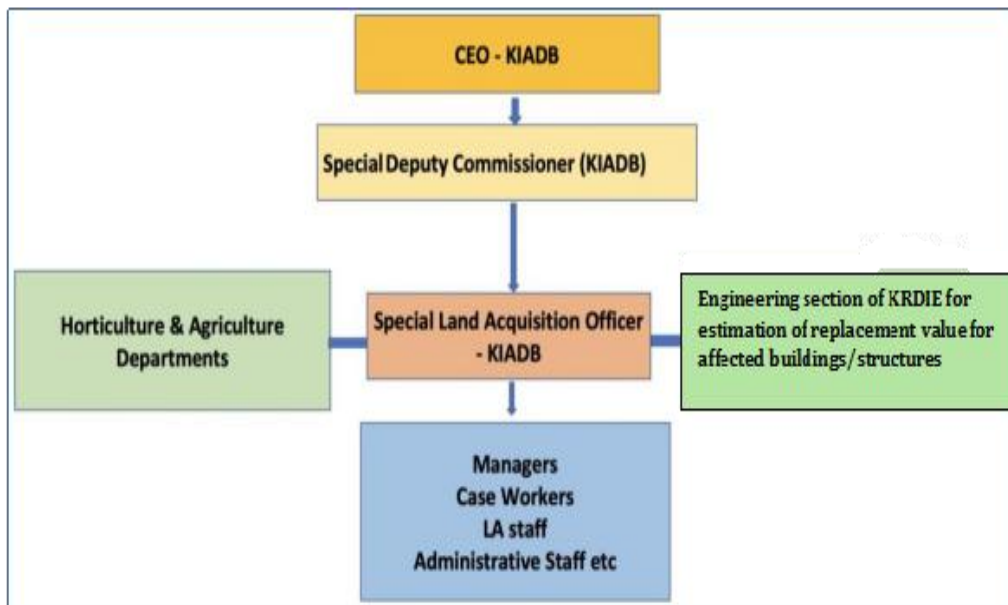 CEO - KIADB
Special Deputy Commissioner (KIADB)
Horticulture & Agriculture
Departments
Special Land Acquisition Officer
- KIADB
Engineering section of KRDIE for
estimation of replacement value for
affected buildings/structures
Managers
Case Workers
LA staff
Administrative Staff etc